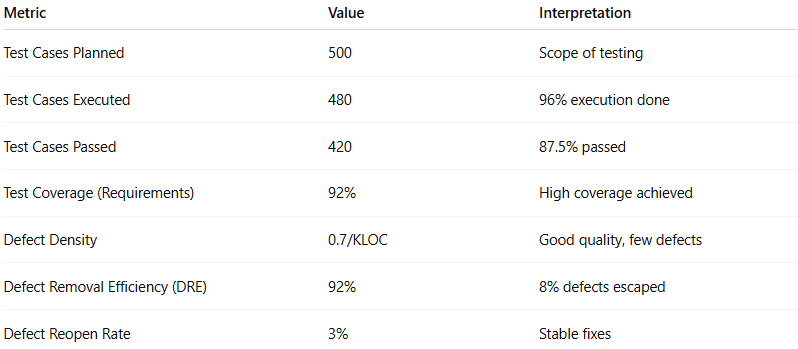 Metric Value Interpretation
Test Cases Planned 500 Scope of testing
Test Cases Executed 480 96% execution done
Test Cases Passed 420 87.5% passed
Test Coverage (Requirements) 92% High coverage achieved
Defect Density 0.7/KLOC Good quality, few defects
Defect Removal Efficiency (DRE) 92% 8% defects escaped
Defect Reopen Rate 3% Stable fixes